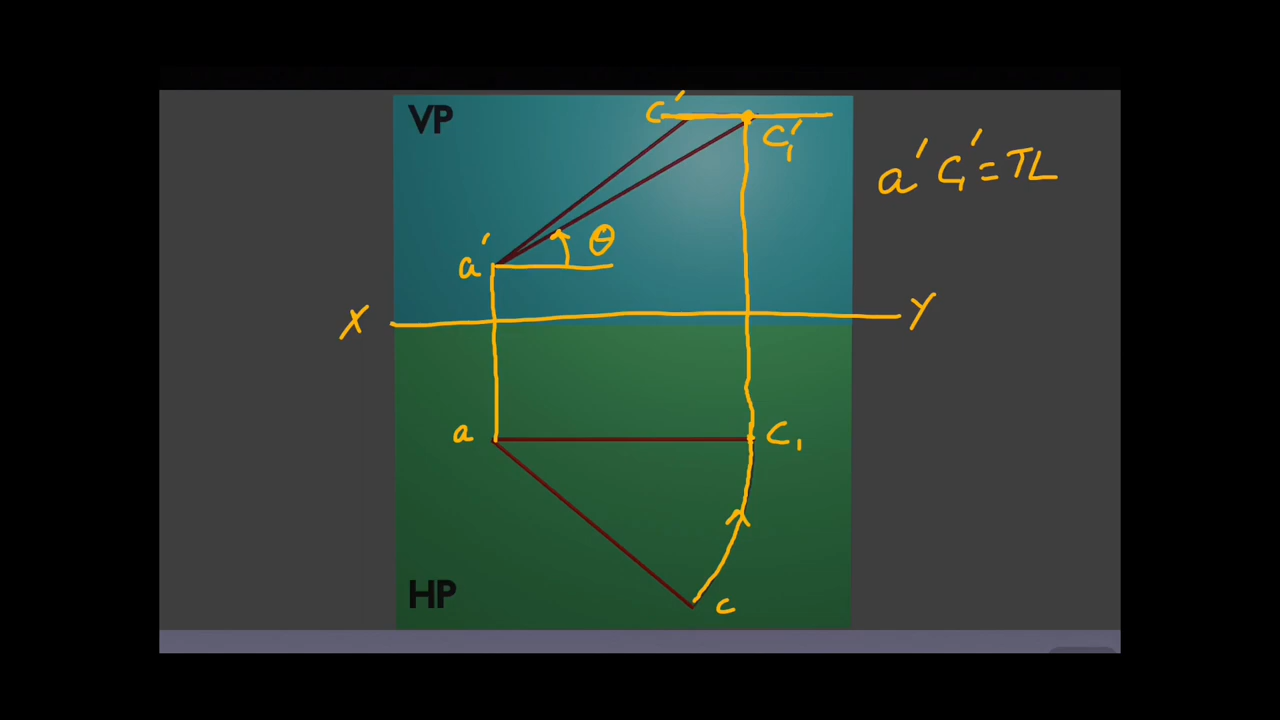 VP
c′
c₁′
a′ c₁′ = TL
θ
a′
X
Y
a
c₁
HP
c